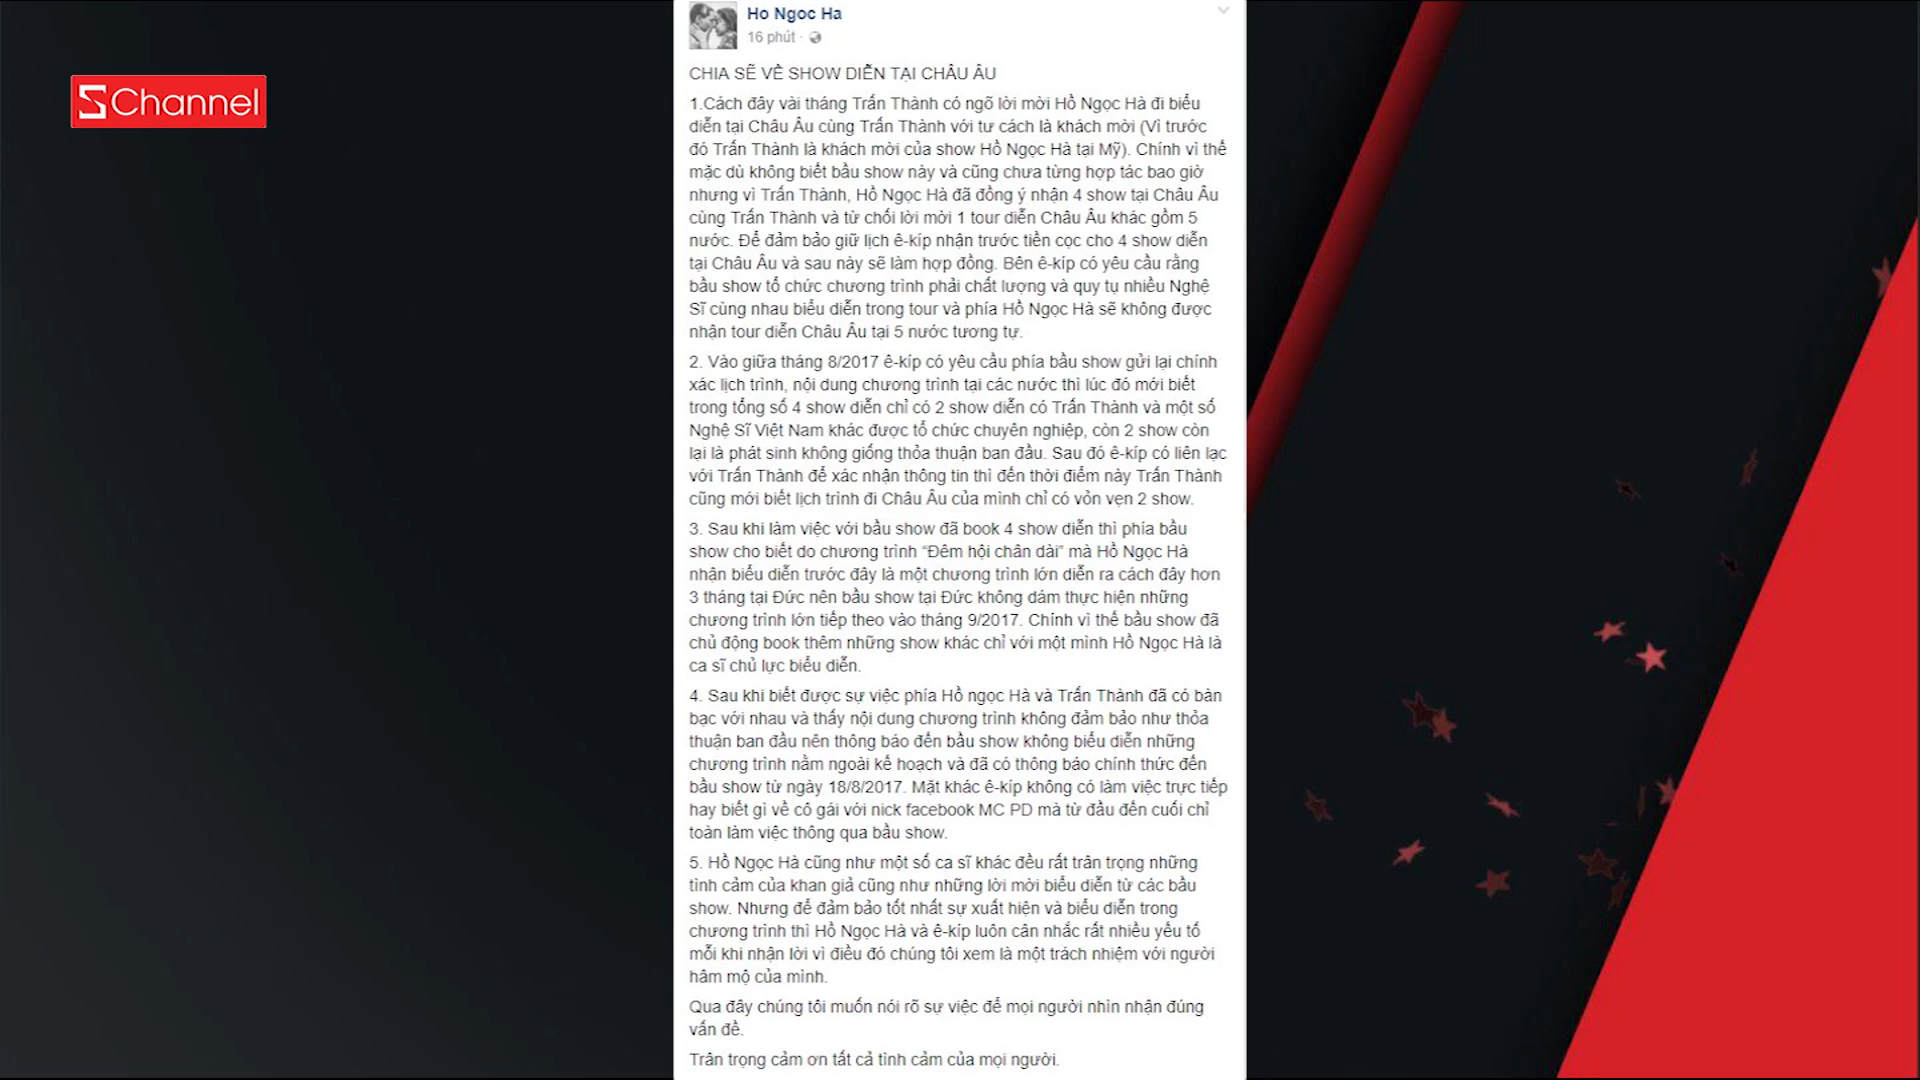 S Channel
Ho Ngoc Ha
16 phút ·
CHIA SẼ VỀ SHOW DIỄN TẠI CHÂU ÂU
1.Cách đây vài tháng Trấn Thành có ngõ lời mời Hồ Ngọc Hà đi biểu
diễn tại Châu Âu cùng Trấn Thành với tư cách là khách mời (Vì trước
đó Trấn Thành là khách mời của show Hồ Ngọc Hà tại Mỹ). Chính vì thế
mặc dù không biết bầu show này và cũng chưa từng hợp tác bao giờ
nhưng vì Trấn Thành, Hồ Ngọc Hà đã đồng ý nhận 4 show tại Châu Âu
cùng Trấn Thành và từ chối lời mời 1 tour diễn Châu Âu khác gồm 5
nước. Để đảm bảo giữ lịch ê-kíp nhận trước tiền cọc cho 4 show diễn
tại Châu Âu và sau này sẽ làm hợp đồng. Bên ê-kíp có yêu cầu rằng
bầu show tổ chức chương trình phải chất lượng và quy tụ nhiều Nghệ
Sĩ cùng nhau biểu diễn trong tour và phía Hồ Ngọc Hà sẽ không được
nhận tour diễn Châu Âu tại 5 nước tương tự.
2. Vào giữa tháng 8/2017 ê-kíp có yêu cầu phía bầu show gửi lại chính
xác lịch trình, nội dung chương trình tại các nước thì lúc đó mới biết
trong tổng số 4 show diễn chỉ có 2 show diễn có Trấn Thành và một số
Nghệ Sĩ Việt Nam khác được tổ chức chuyên nghiệp, còn 2 show còn
lại là phát sinh không giống thỏa thuận ban đầu. Sau đó ê-kíp có liên lạc
với Trấn Thành để xác nhận thông tin thì đến thời điểm này Trấn Thành
cũng mới biết lịch trình đi Châu Âu của mình chỉ có vỏn vẹn 2 show.
3. Sau khi làm việc với bầu show đã book 4 show diễn thì phía bầu
show cho biết do chương trình “Đêm hội chân dài” mà Hồ Ngọc Hà
nhận biểu diễn trước đây là một chương trình lớn diễn ra cách đây hơn
3 tháng tại Đức nên bầu show tại Đức không dám thực hiện những
chương trình lớn tiếp theo vào tháng 9/2017. Chính vì thế bầu show đã
chủ động book thêm những show khác chỉ với một mình Hồ Ngọc Hà là
ca sĩ chủ lực biểu diễn.
4. Sau khi biết được sự việc phía Hồ ngọc Hà và Trấn Thành đã có bàn
bạc với nhau và thấy nội dung chương trình không đảm bảo như thỏa
thuận ban đầu nên thông báo đến bầu show không biểu diễn những
chương trình nằm ngoài kế hoạch và đã có thông báo chính thức đến
bầu show từ ngày 18/8/2017. Mặt khác ê-kíp không có làm việc trực tiếp
hay biết gì về cô gái với nick facebook MC PD mà từ đầu đến cuối chỉ
toàn làm việc thông qua bầu show.
5. Hồ Ngọc Hà cũng như một số ca sĩ khác đều rất trân trọng những
tình cảm của khan giả cũng như những lời mời biểu diễn từ các bầu
show. Nhưng để đảm bảo tốt nhất sự xuất hiện và biểu diễn trong
chương trình thì Hồ Ngọc Hà và ê-kíp luôn cân nhắc rất nhiều yếu tố
mỗi khi nhận lời vì điều đó chúng tôi xem là một trách nhiệm với người
hâm mộ của mình.
Qua đây chúng tôi muốn nói rõ sự việc để mọi người nhìn nhận đúng
vấn đề.
Trân trọng cảm ơn tất cả tình cảm của mọi người.